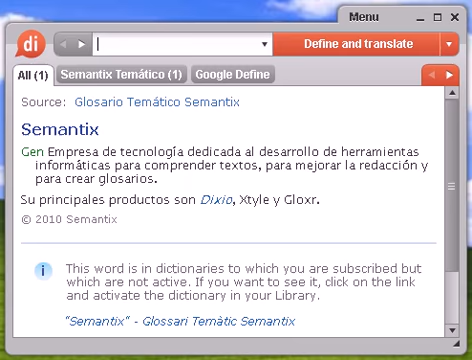 Menu
di
Define and translate
All (1)
Semantix Temático (1)
Google Define
Source: Glosario Temático Semantix
Semantix
Gen Empresa de tecnología dedicada al desarrollo de herramientas
informáticas para comprender textos, para mejorar la redacción y
para crear glosarios.
Su principales productos son Dixio, Xtyle y Gloxr.
© 2010 Semantix
i
This word is in dictionaries to which you are subscribed but
which are not active. If you want to see it, click on the link
and activate the dictionary in your Library.
"Semantix" - Glossari Temàtic Semantix